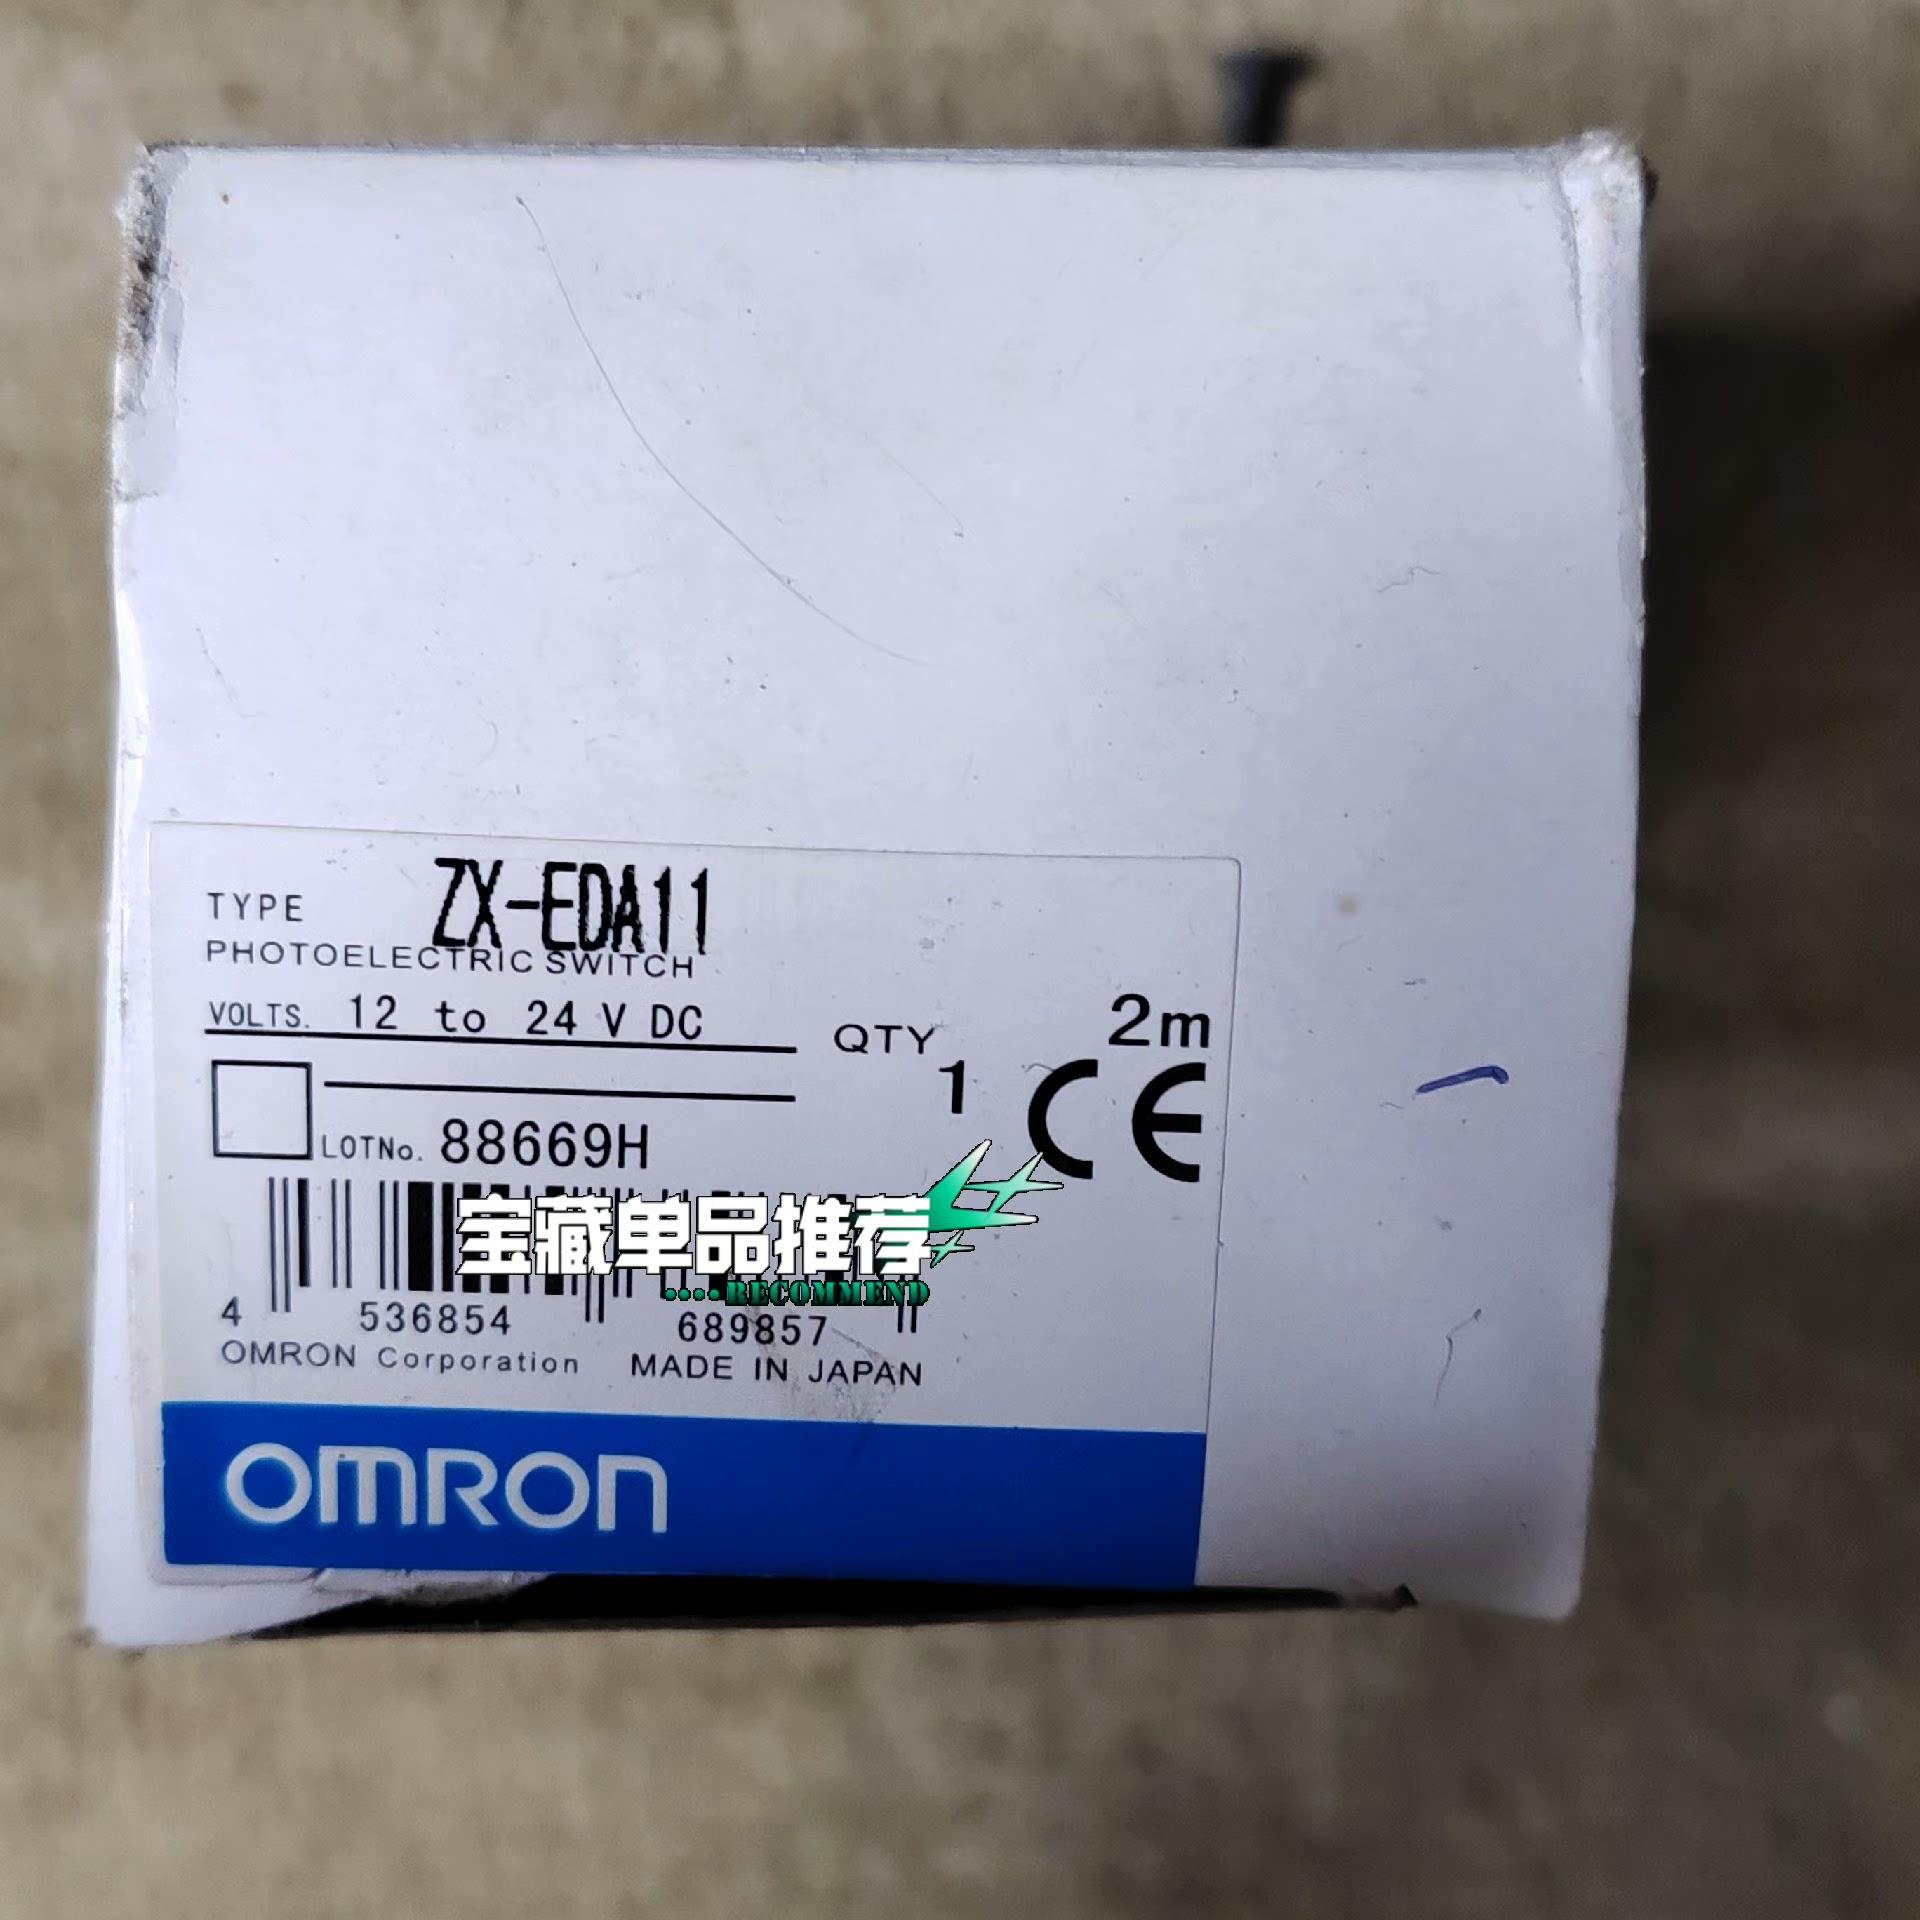 TYPE ZX-EDA11
PHOTOELECTRIC SWITCH
VOLTS. 12 to 24 V DC
QTY 1
2m
CE
LOTNo. 88669H
宝藏单品推荐
RECOMMEND
4 536854 689857
OMRON Corporation MADE IN JAPAN
OMRON